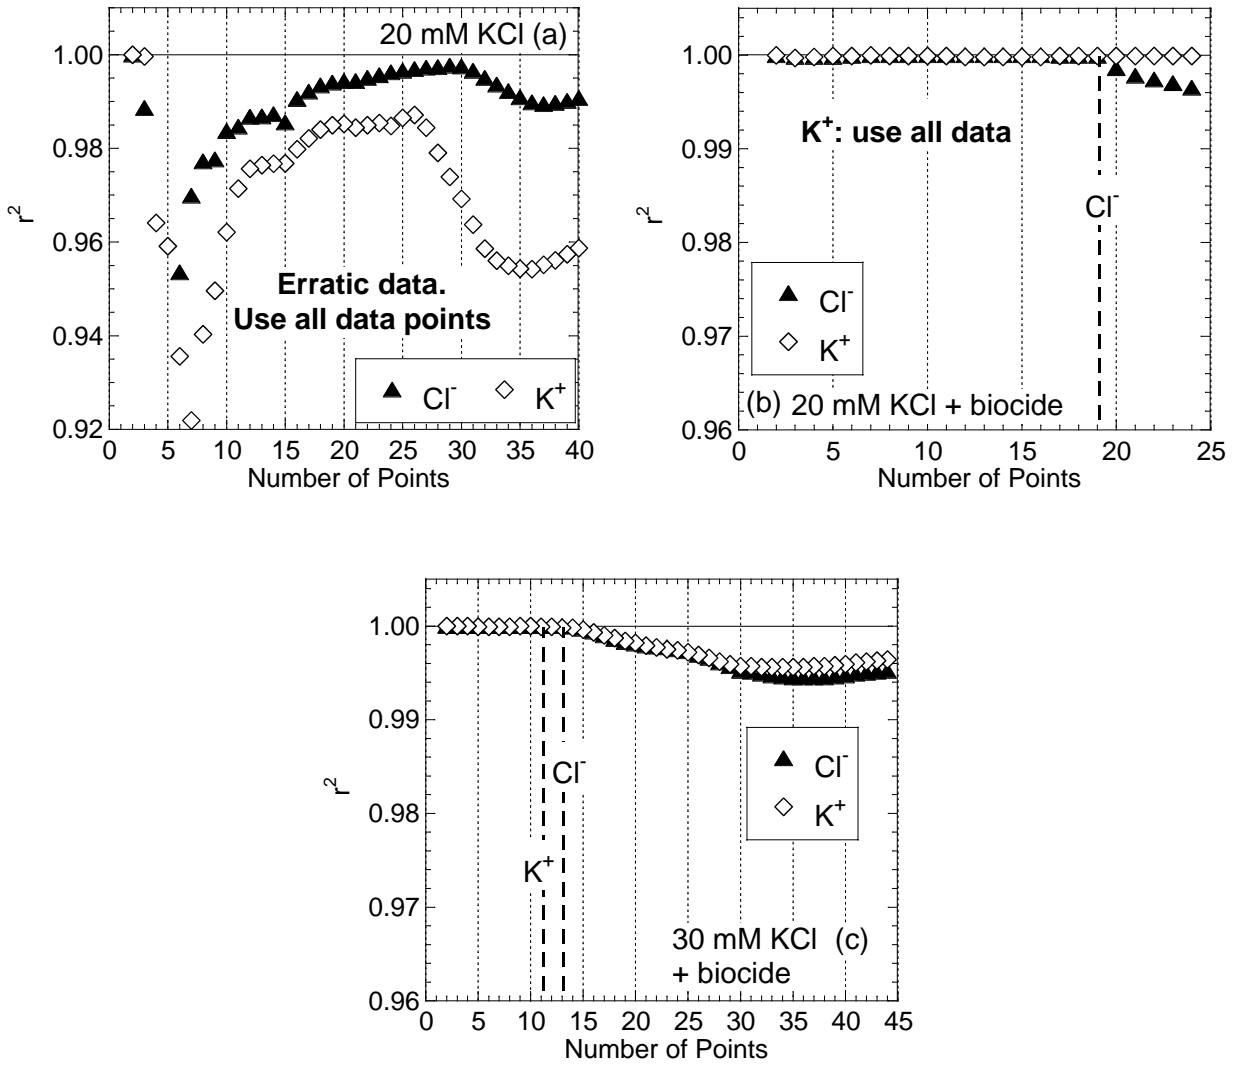 20 mM KCl (a)
1.00
0.98
0.96
0.94
0.92
r²
Erratic data.
Use all data points
Cl⁻ K⁺
0 5 10 15 20 25 30 35 40
Number of Points
1.00
0.99
0.98
0.97
0.96
r²
K⁺: use all data
Cl⁻
Cl⁻
K⁺
(b) 20 mM KCl + biocide
0 5 10 15 20 25
Number of Points
1.00
0.99
0.98
0.97
0.96
r²
Cl⁻
K⁺
Cl⁻
K⁺
30 mM KCl (c)
+ biocide
0 5 10 15 20 25 30 35 40 45
Number of Points